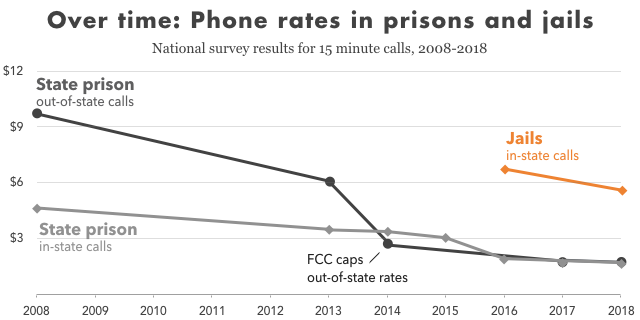 Over time: Phone rates in prisons and jails
National survey results for 15 minute calls, 2008-2018
$12
State prison
out-of-state calls
$9
Jails
in-state calls
$6
State prison
in-state calls
$3
FCC caps
out-of-state rates
2008 2009 2010 2011 2012 2013 2014 2015 2016 2017 2018